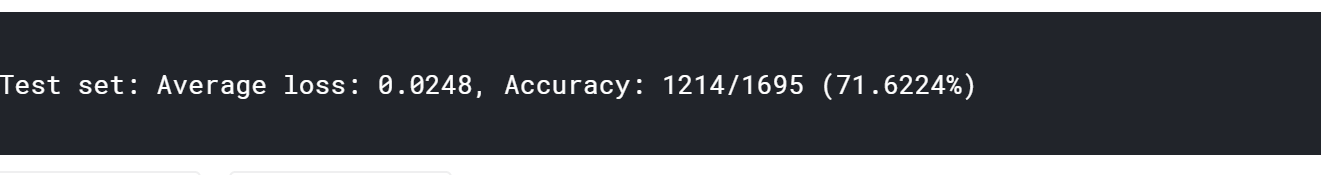 Test set: Average loss: 0.0248, Accuracy: 1214/1695 (71.6224%)